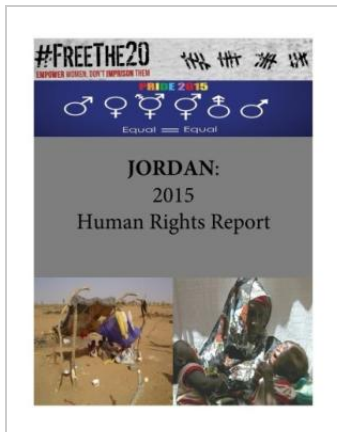 #FREETHE20
EMPOWER WOMEN, DON'T IMPRISON THEM
PRIDE 2015
Equal = Equal
JORDAN:
2015
Human Rights Report